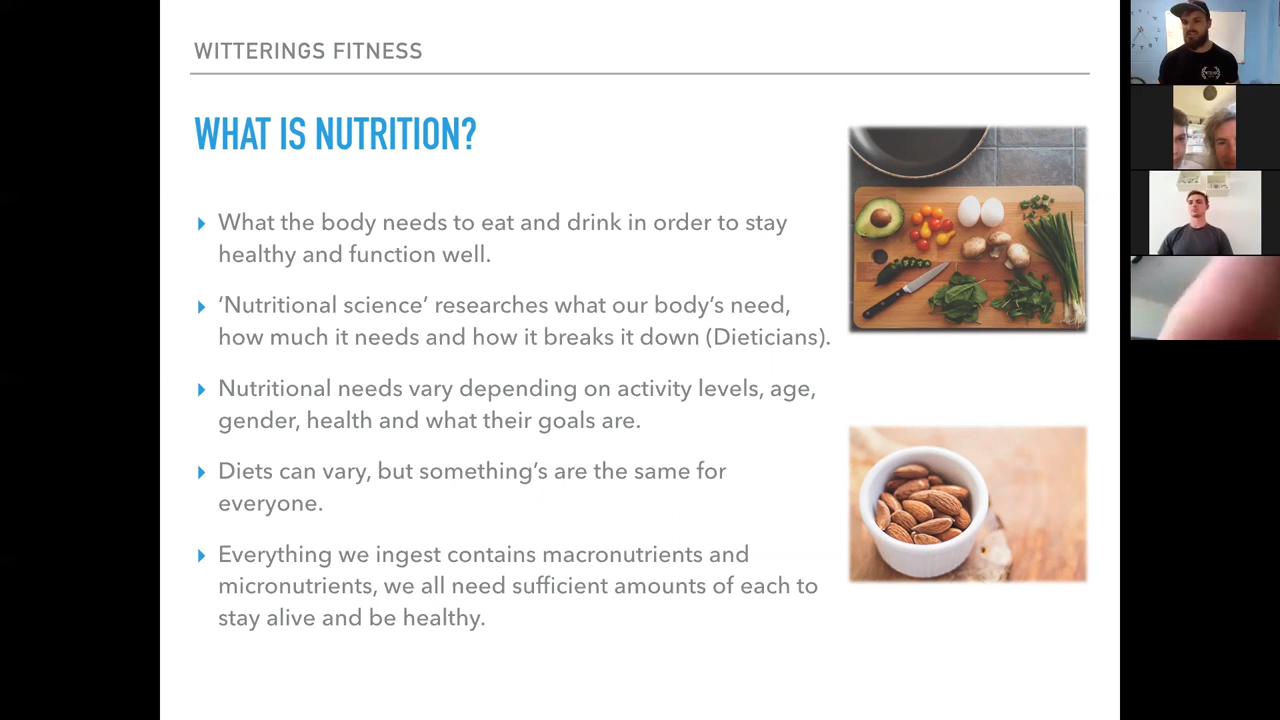 WITTERINGS FITNESS
WHAT IS NUTRITION?
What the body needs to eat and drink in order to stay
healthy and function well.
‘Nutritional science’ researches what our body’s need,
how much it needs and how it breaks it down (Dieticians).
Nutritional needs vary depending on activity levels, age,
gender, health and what their goals are.
Diets can vary, but something’s are the same for
everyone.
Everything we ingest contains macronutrients and
micronutrients, we all need sufficient amounts of each to
stay alive and be healthy.